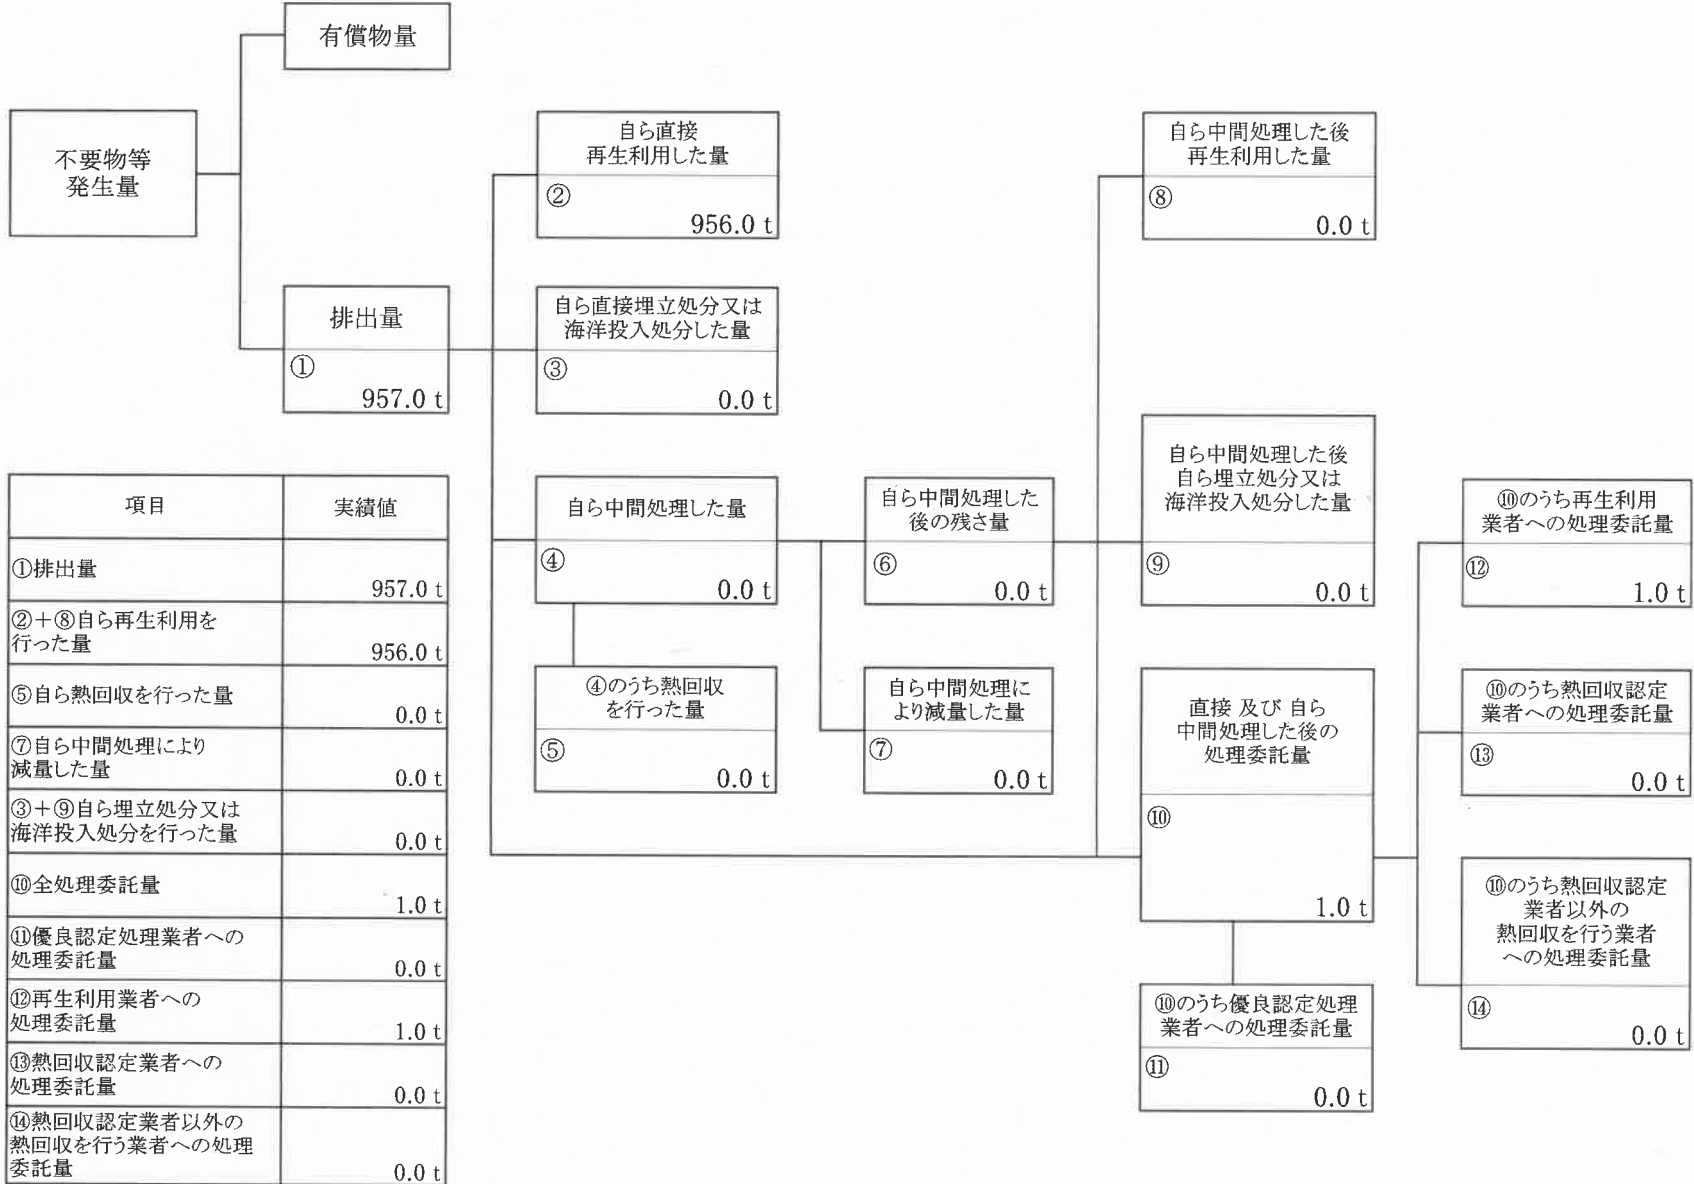 有償物量
不要物等
発生量
自ら直接
再生利用した量
②
956.0 t
自ら中間処理した後
再生利用した量
⑧
0.0 t
排出量
①
957.0 t
自ら直接埋立処分又は
海洋投入処分した量
③
0.0 t
自ら中間処理した量
④
0.0 t
自ら中間処理した
後の残さ量
⑥
0.0 t
自ら中間処理した後
自ら埋立処分又は
海洋投入処分した量
⑨
0.0 t
⑩のうち再生利用
業者への処理委託量
⑫
1.0 t
④のうち熱回収
を行った量
⑤
0.0 t
自ら中間処理に
より減量した量
⑦
0.0 t
直接 及び 自ら
中間処理した後の
処理委託量
⑩
1.0 t
⑩のうち熱回収認定
業者への処理委託量
⑬
0.0 t
⑩のうち熱回収認定
業者以外の
熱回収を行う業者
への処理委託量
⑭
0.0 t
⑩のうち優良認定処理
業者への処理委託量
⑪
0.0 t
項目 実績値
①排出量
957.0 t
②＋⑧自ら再生利用を
行った量
956.0 t
⑤自ら熱回収を行った量
0.0 t
⑦自ら中間処理により
減量した量
0.0 t
③＋⑨自ら埋立処分又は
海洋投入処分を行った量
0.0 t
⑩全処理委託量
1.0 t
⑪優良認定処理業者への
処理委託量
0.0 t
⑫再生利用業者への
処理委託量
1.0 t
⑬熱回収認定業者への
処理委託量
0.0 t
⑭熱回収認定業者以外の
熱回収を行う業者への処理
委託量
0.0 t